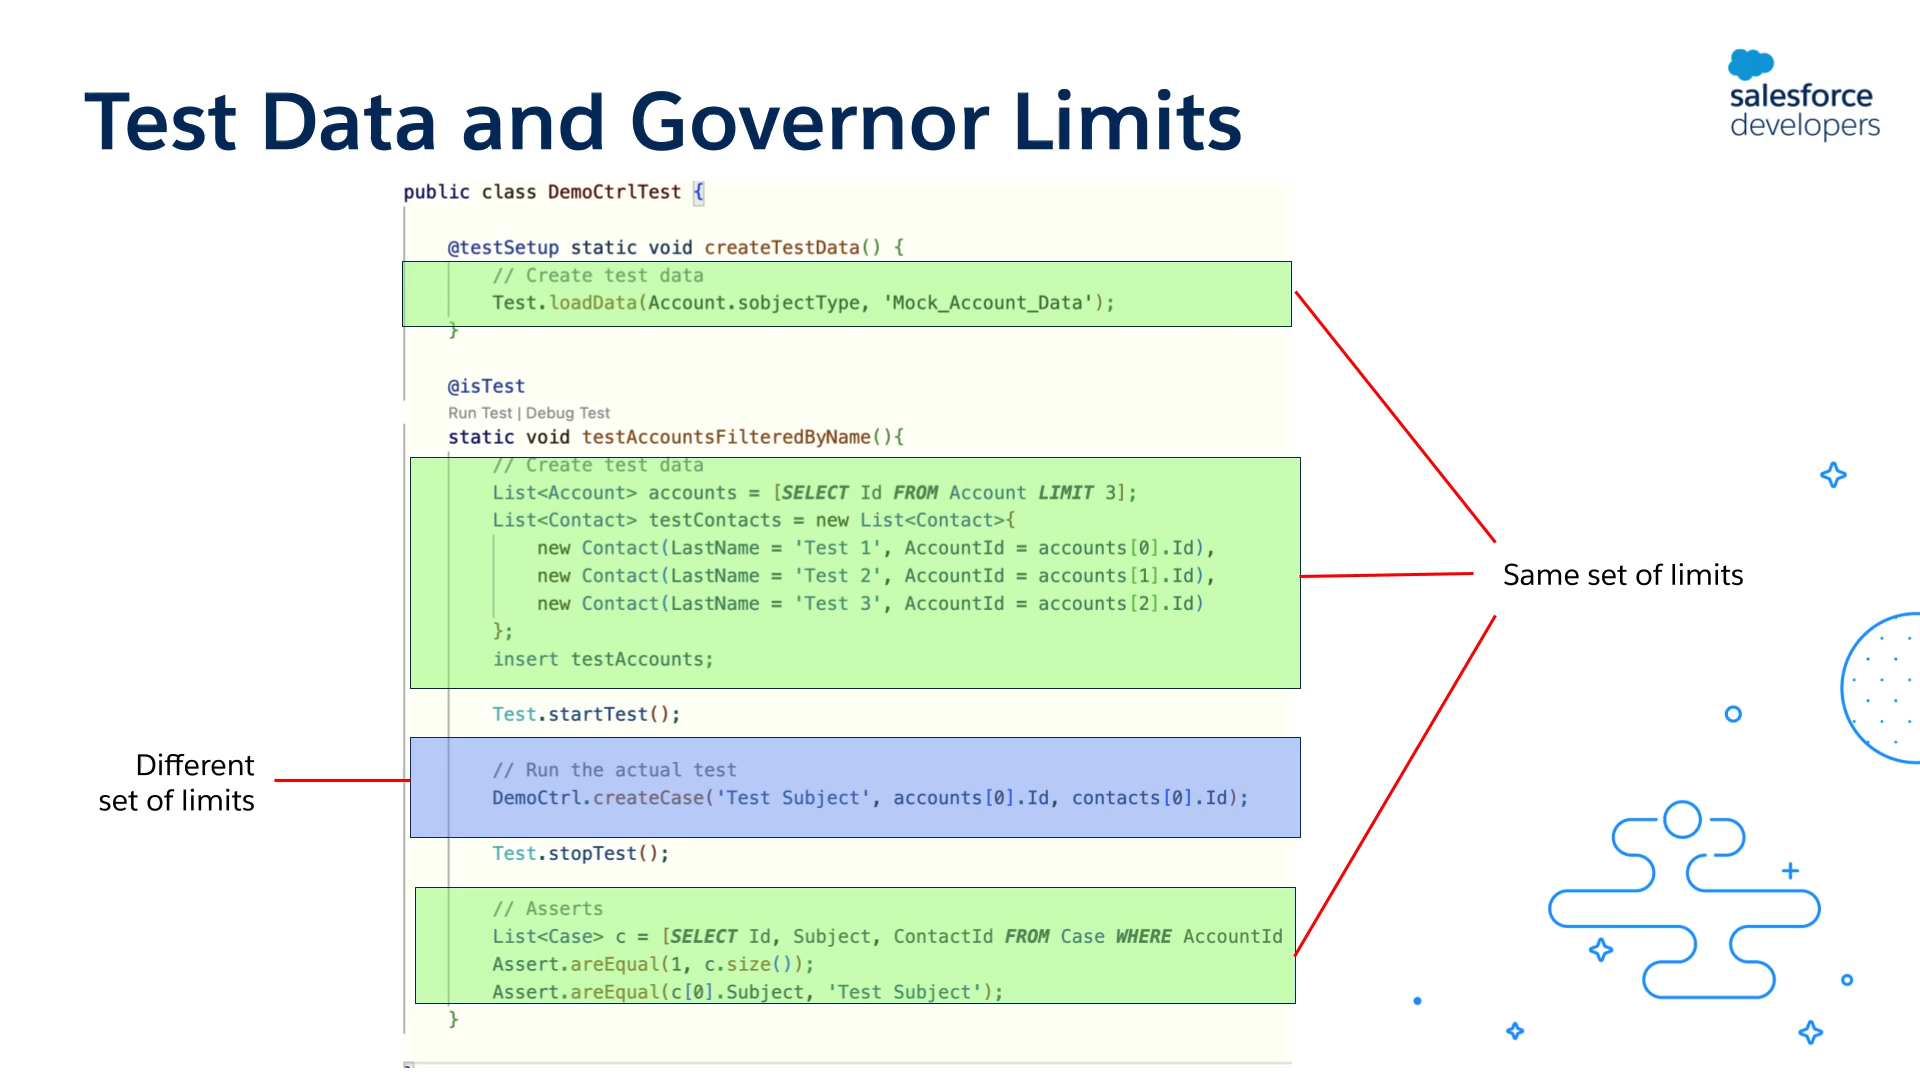 Test Data and Governor Limits
salesforce
developers
public class DemoCtrlTest {
@testSetup static void createTestData() {
// Create test data
Test.loadData(Account.sobjectType, 'Mock_Account_Data');
}
@isTest
Run Test | Debug Test
static void testAccountsFilteredByName(){
// Create test data
List<Account> accounts = [SELECT Id FROM Account LIMIT 3];
List<Contact> testContacts = new List<Contact>{
new Contact(LastName = 'Test 1', AccountId = accounts[0].Id),
new Contact(LastName = 'Test 2', AccountId = accounts[1].Id),
new Contact(LastName = 'Test 3', AccountId = accounts[2].Id)
};
insert testAccounts;
Test.startTest();
// Run the actual test
DemoCtrl.createCase('Test Subject', accounts[0].Id, contacts[0].Id);
Test.stopTest();
// Asserts
List<Case> c = [SELECT Id, Subject, ContactId FROM Case WHERE AccountId
Assert.areEqual(1, c.size());
Assert.areEqual(c[0].Subject, 'Test Subject');
}
Same set of limits
Different
set of limits